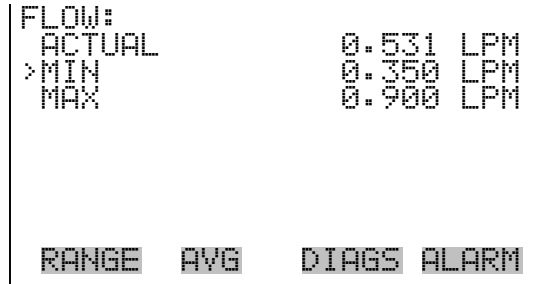 FLOW:
ACTUAL 0.531 LPM
>MIN 0.350 LPM
MAX 0.900 LPM
RANGE AVG DIAGS ALARM